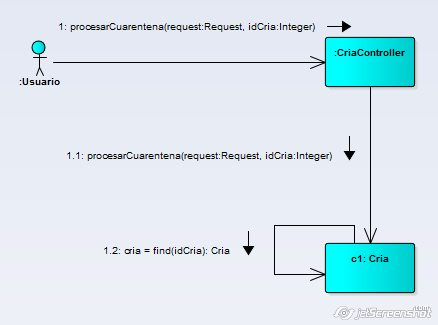 1: procesarCuarentena(request:Request, idCria:Integer)
:CriaController
:Usuario
1.1: procesarCuarentena(request:Request, idCria:Integer)
1.2: cria = find(idCria): Cria
c1: Cria
jetScreenshot